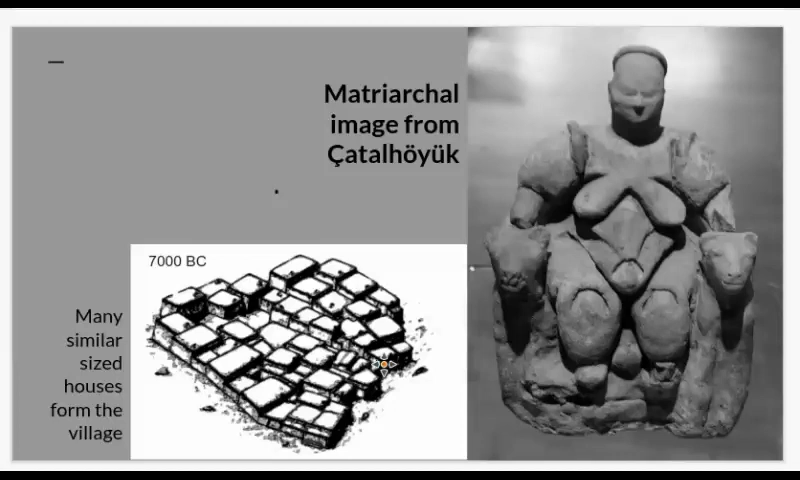 Matriarchal
image from
Çatalhöyük
7000 BC
Many
similar
sized
houses
form the
village